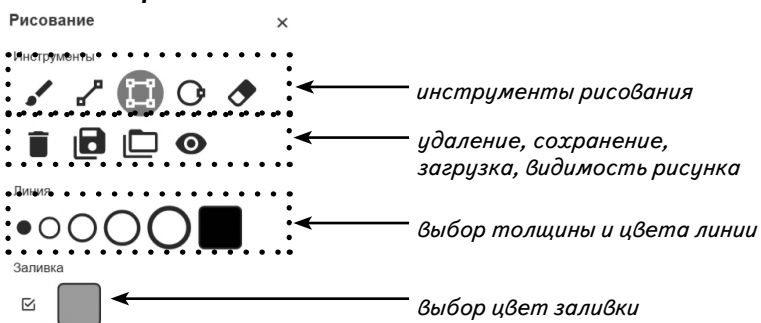 Рисование
Инструменты
инструменты рисования
удаление, сохранение,
загрузка, видимость рисунка
Линия
выбор толщины и цвета линии
Заливка
выбор цвет заливки